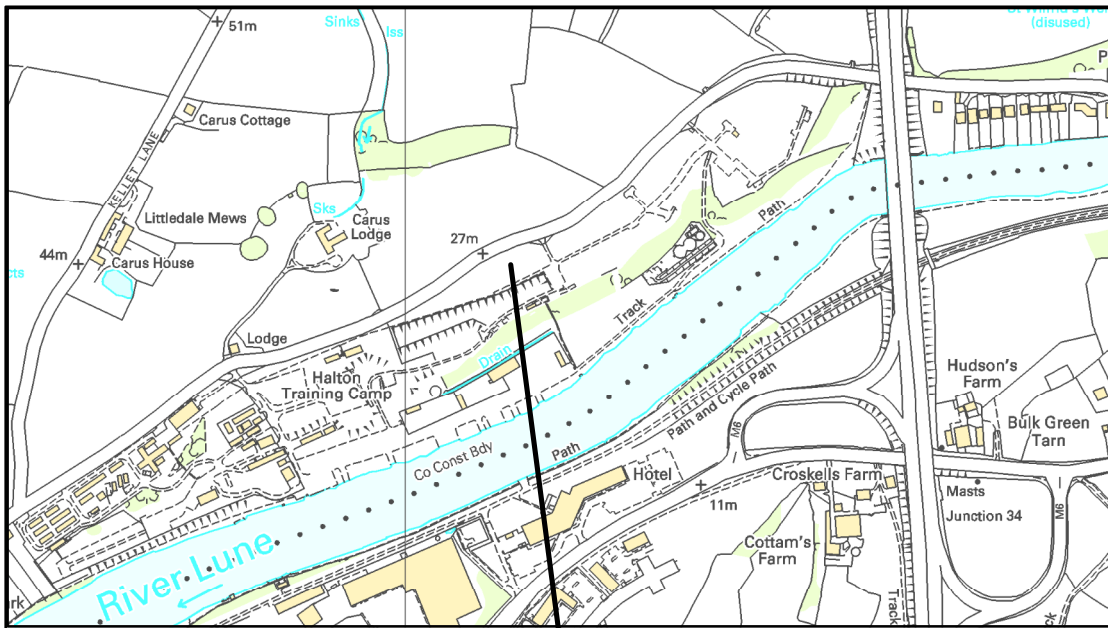 51m
Sinks
Iss
(disused)
Carus Cottage
KELLET LANE
Littledale Mews
Sks
Carus
Lodge
44m
27m
Carus House
Path
Track
Lodge
Drain
Halton
Training Camp
Hudson's
Farm
Path and Cycle Path
M6
Bulk Green
Tarn
Co Const Bdy
Path
Hotel
Croskells Farm
11m
Masts
Junction 34
M6
Cottam's
Farm
River Lune
Track